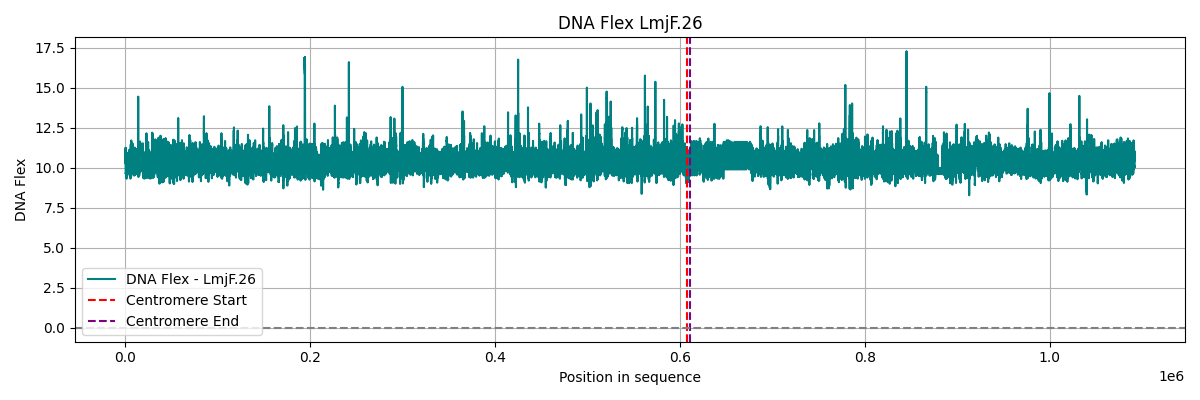 DNA Flex LmjF.26
17.5
15.0
12.5
10.0
7.5
5.0
2.5
0.0
DNA Flex
DNA Flex - LmjF.26
Centromere Start
Centromere End
0.0 0.2 0.4 0.6 0.8 1.0
1e6
Position in sequence